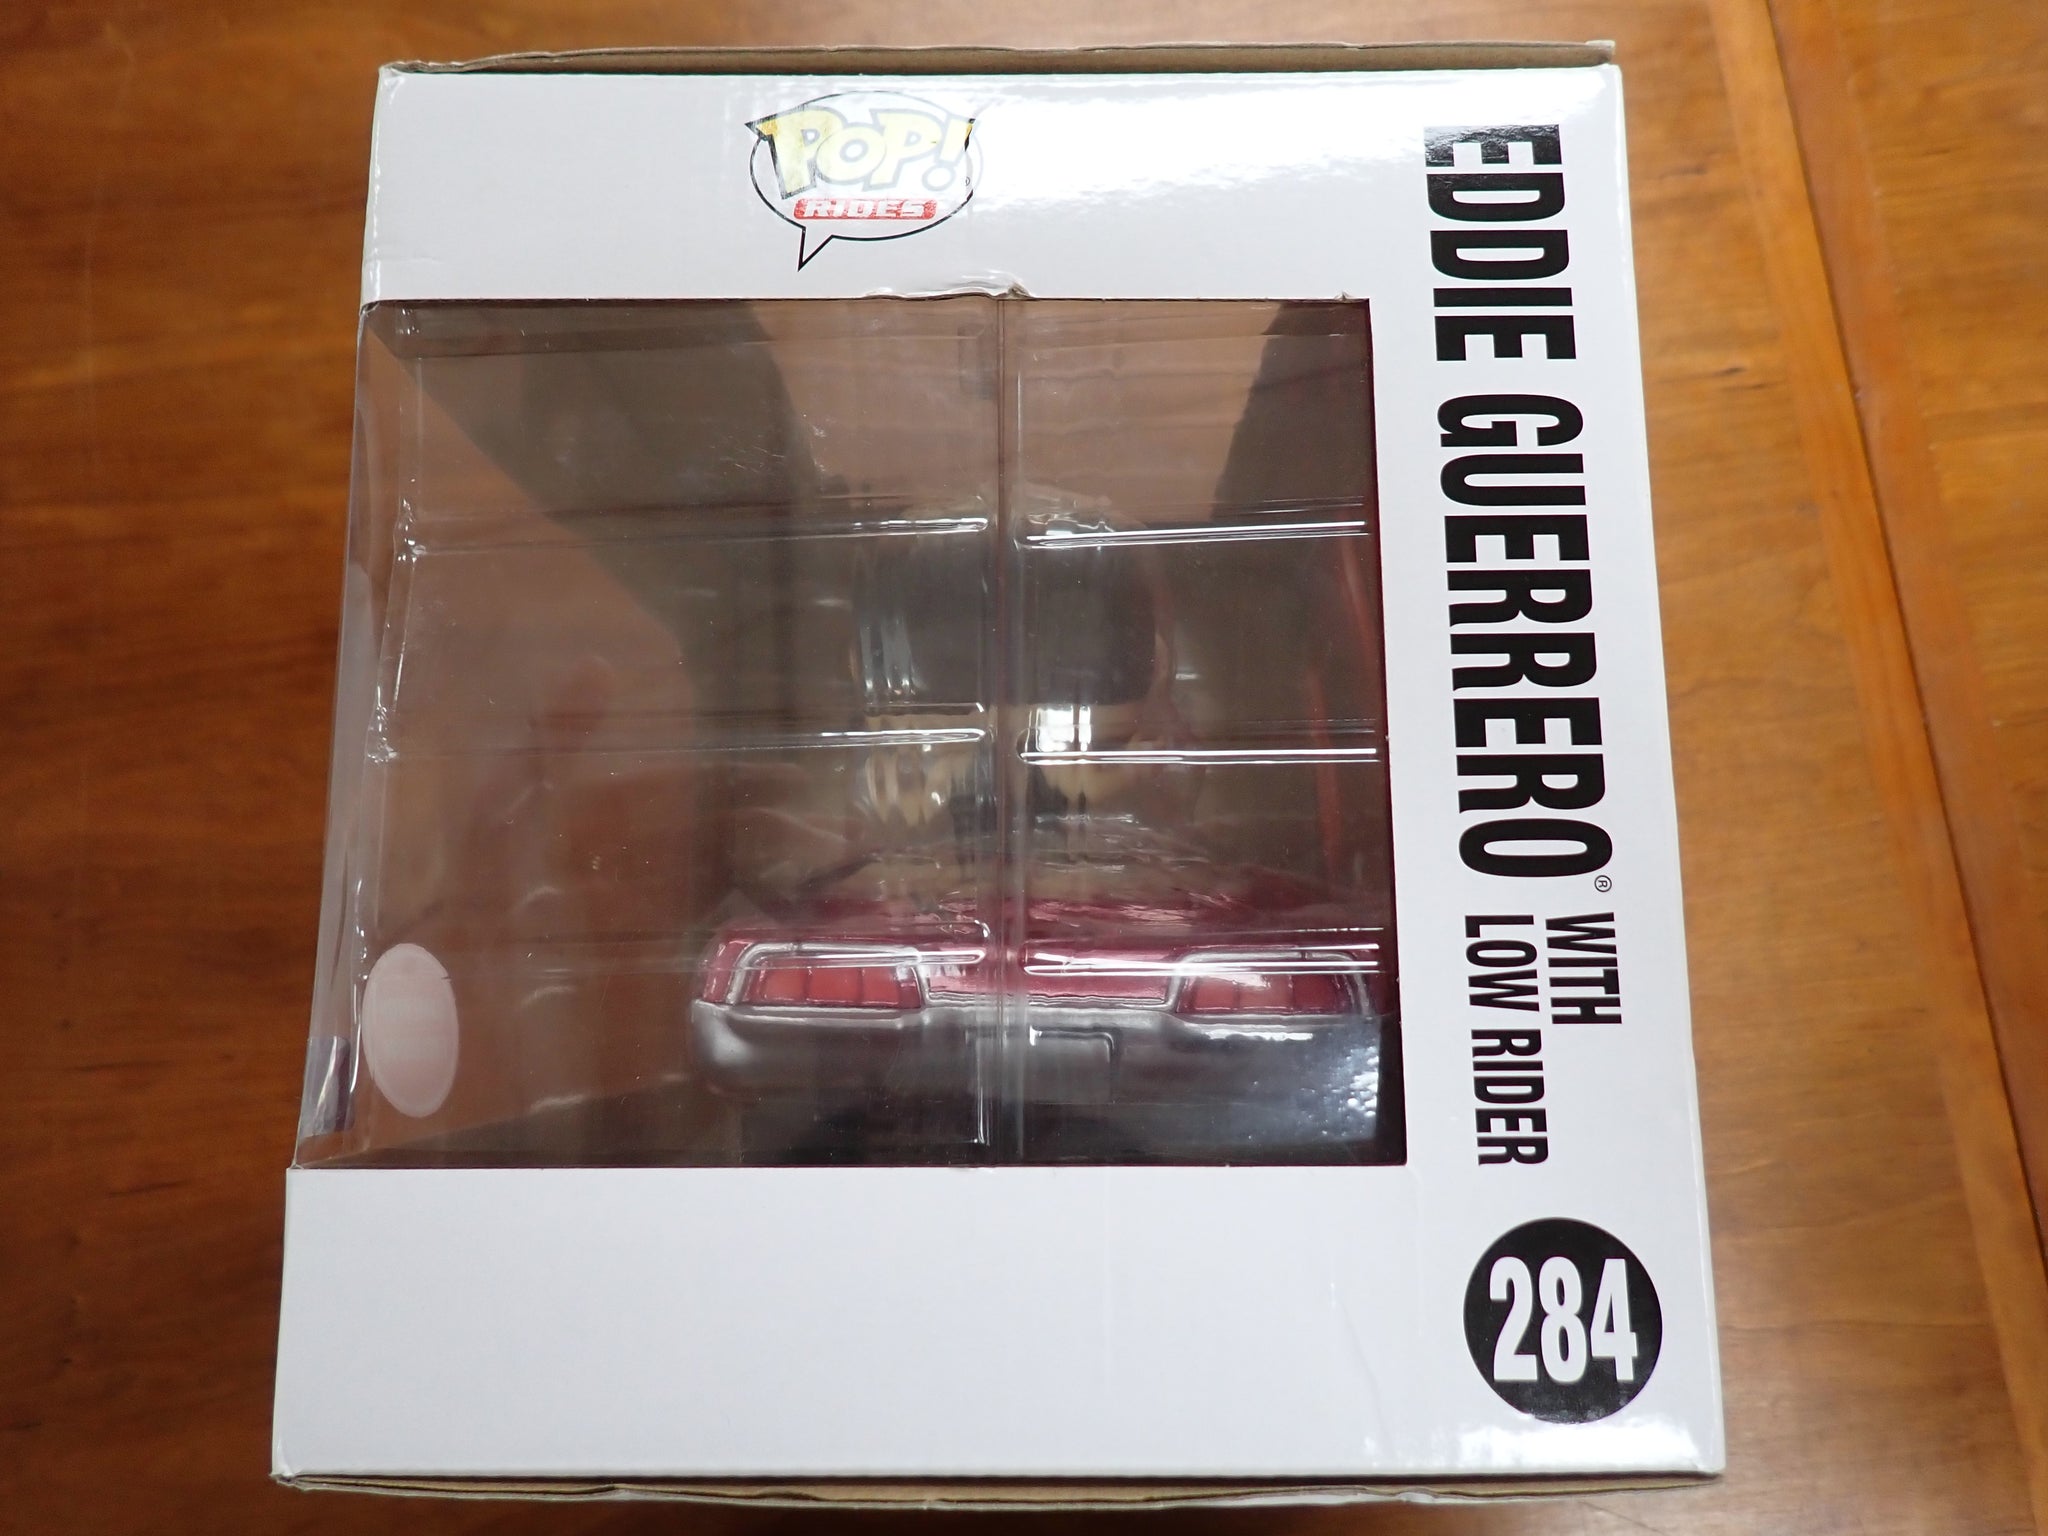 POP!
RIDES
EDDIE GUERRERO® WITH
LOW RIDER
284